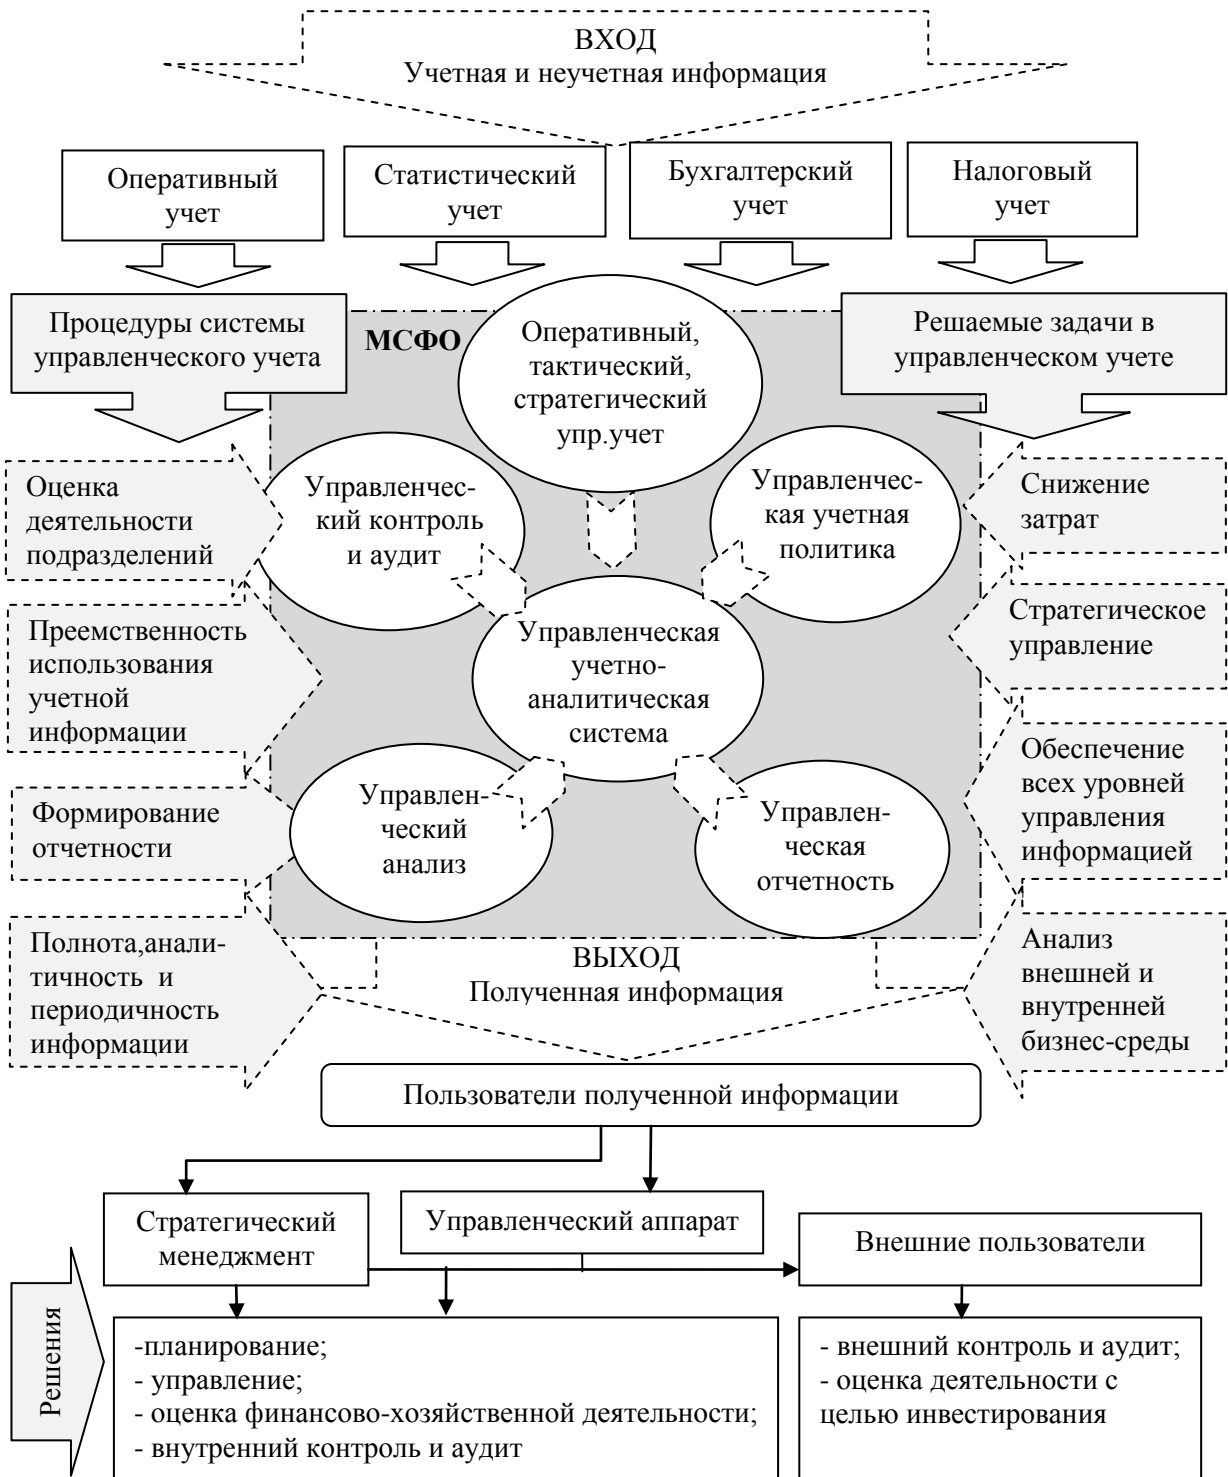 ВХОД
Учетная и неучетная информация
Оперативный
учет
Статистический
учет
Бухгалтерский
учет
Налоговый
учет
Процедуры системы
управленческого учета
МСФО
Оперативный,
тактический,
стратегический
упр.учет
Решаемые задачи в
управленческом учете
Оценка
деятельности
подразделений
Управленчес-
ский контроль
и аудит
Управленчес-
кая учетная
политика
Снижение
затрат
Преемственность
использования
учетной
информации
Управленческая
учетно-
аналитическая
система
Стратегическое
управление
Формирование
отчетности
Управлен-
ческий
анализ
Управлен-
ческая
отчетность
Обеспечение
всех уровней
управления
информацией
Полнота,анали-
тичность и
периодичность
информации
ВЫХОД
Полученная информация
Анализ
внешней и
внутренней
бизнес-среды
Пользователи полученной информации
Стратегический
менеджмент
Управленческий аппарат
Внешние пользователи
Решения
-планирование;
- управление;
- оценка финансово-хозяйственной деятельности;
- внутренний контроль и аудит
- внешний контроль и аудит;
- оценка деятельности с
целью инвестирования